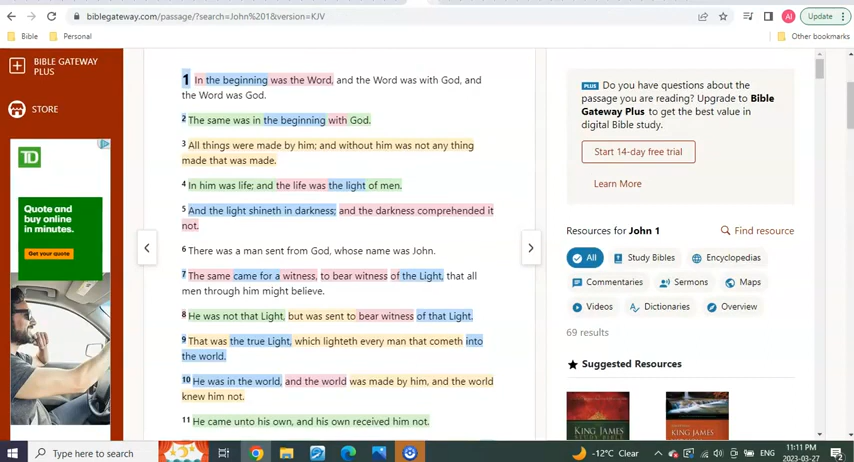 biblegateway.com/passage/?search=John%201&version=KJV
AI
Update
Bible
Personal
Other bookmarks
BIBLE GATEWAY
PLUS
STORE
TD
Quote and
buy online
in minutes.
Get your quote
1 In the beginning was the Word, and the Word was with God, and
the Word was God.
2 The same was in the beginning with God.
3 All things were made by him; and without him was not any thing
made that was made.
4 In him was life; and the life was the light of men.
5 And the light shineth in darkness; and the darkness comprehended it
not.
6 There was a man sent from God, whose name was John.
7 The same came for a witness, to bear witness of the Light, that all
men through him might believe.
8 He was not that Light, but was sent to bear witness of that Light.
9 That was the true Light, which lighteth every man that cometh into
the world.
10 He was in the world, and the world was made by him, and the world
knew him not.
11 He came unto his own, and his own received him not.
PLUS Do you have questions about the
passage you are reading? Upgrade to Bible
Gateway Plus to get the best value in
digital Bible study.
Start 14-day free trial
Learn More
Resources for John 1
Find resource
All
Study Bibles
Encyclopedias
Commentaries
Sermons
Maps
Videos
Dictionaries
Overview
69 results
Suggested Resources
KING JAMES
STUDY BIBLE
KING JAMES
Type here to search
-12°C Clear
ENG
11:11 PM
2023-03-27
2